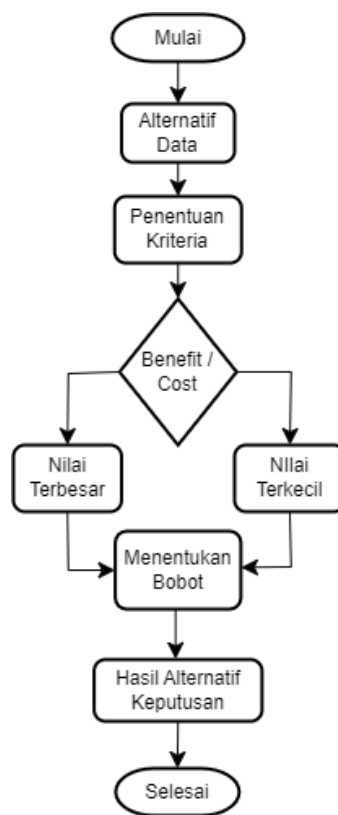 Mulai
Alternatif
Data
Penentuan
Kriteria
Benefit /
Cost
Nilai
Terbesar
NIlai
Terkecil
Menentukan
Bobot
Hasil Alternatif
Keputusan
Selesai